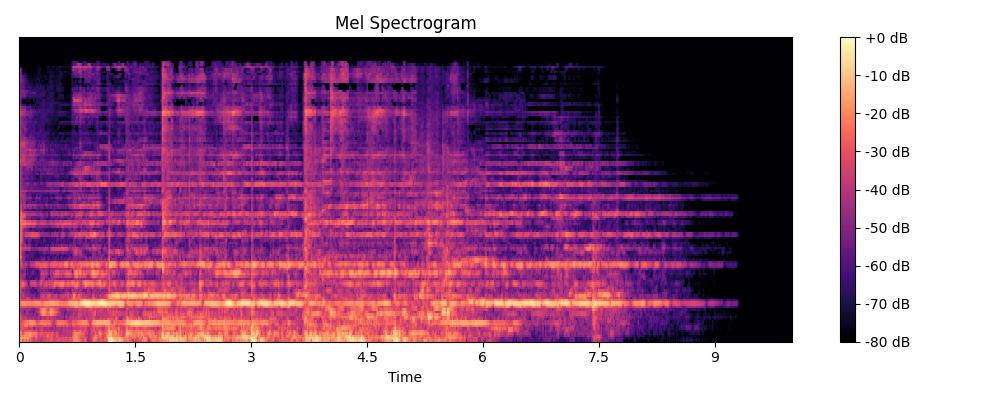 Mel Spectrogram
+0 dB
-10 dB
-20 dB
-30 dB
-40 dB
-50 dB
-60 dB
-70 dB
-80 dB
0 1.5 3 4.5 6 7.5 9
Time